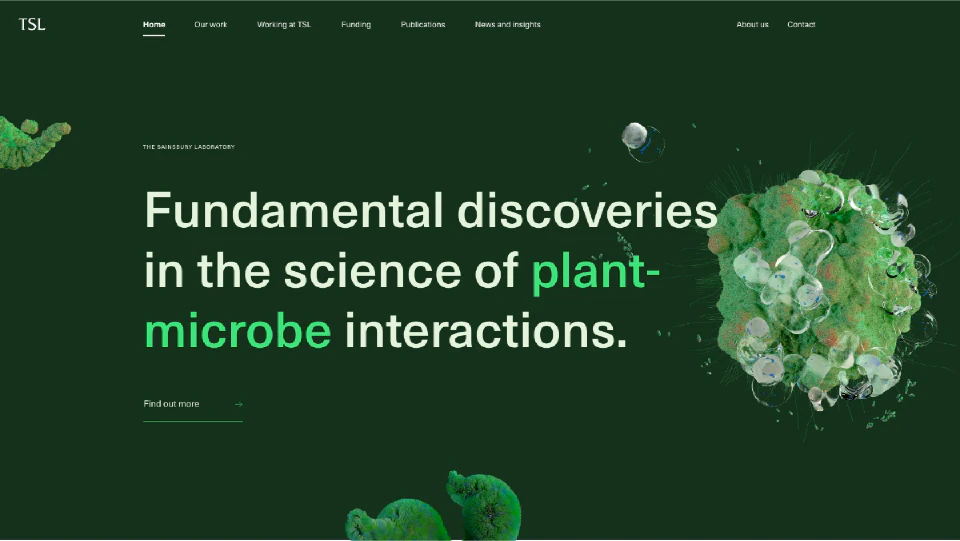 TSL
Home
Our work
Working at TSL
Funding
Publications
News and insights
About us
Contact
THE SAINSBURY LABORATORY
Fundamental discoveries
in the science of plant-
microbe interactions.
Find out more